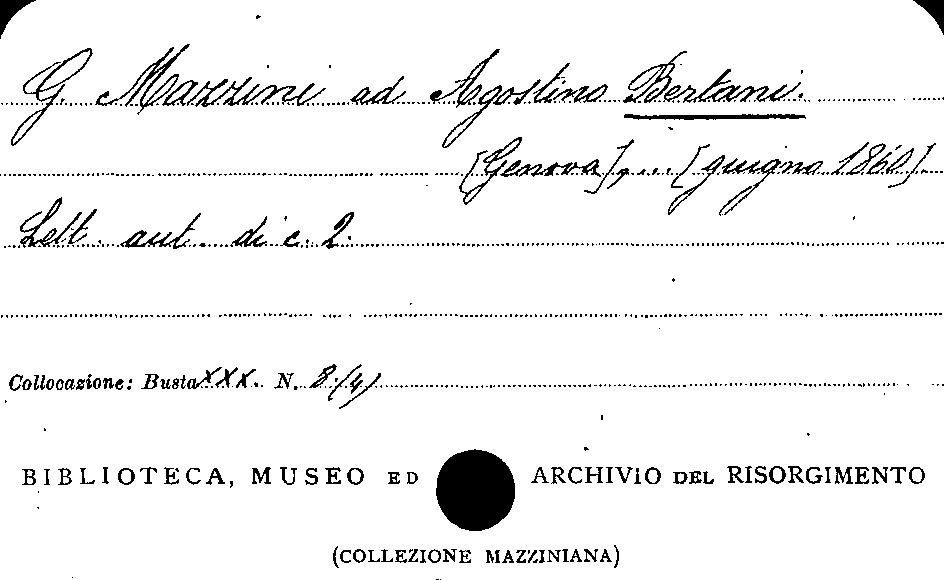 G. Mazzini ad Agostino Bertani.
[Genova], ... [giugno 1860].
Lett. aut. di c. 2.
Collocazione: Busta XXX. N. 8.(4)
BIBLIOTECA, MUSEO ED ARCHIVIO DEL RISORGIMENTO
(COLLEZIONE MAZZINIANA)